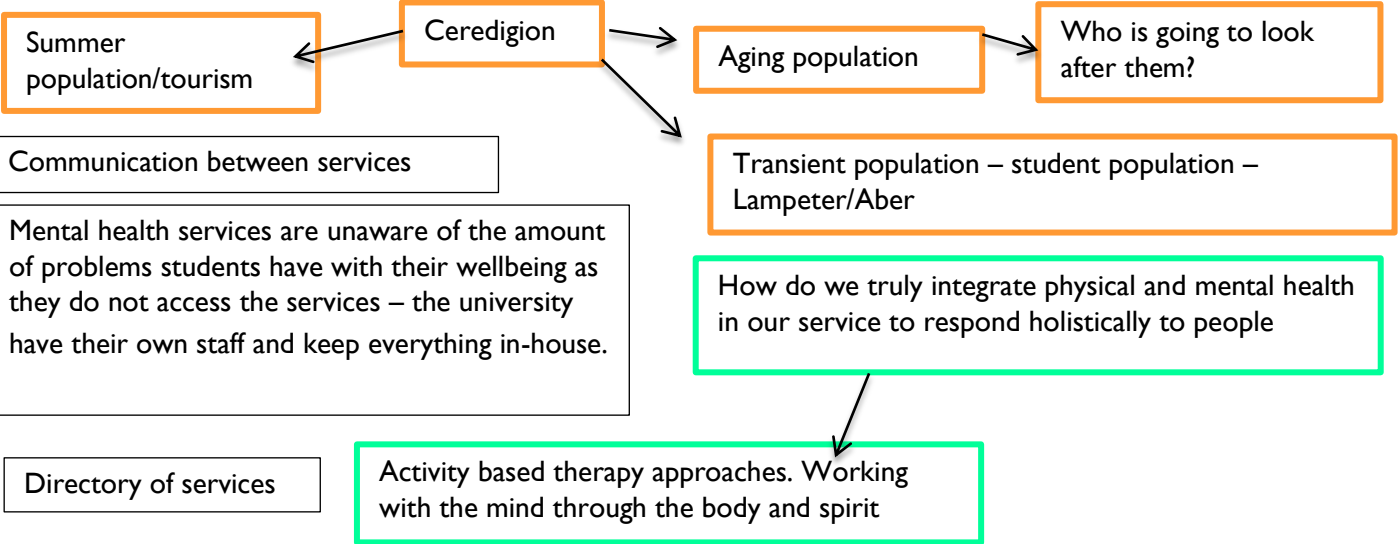 Summer
population/tourism
Ceredigion
Aging population
Who is going to look
after them?
Communication between services
Transient population – student population –
Lampeter/Aber
Mental health services are unaware of the amount
of problems students have with their wellbeing as
they do not access the services – the university
have their own staff and keep everything in-house.
How do we truly integrate physical and mental health
in our service to respond holistically to people
Directory of services
Activity based therapy approaches. Working
with the mind through the body and spirit